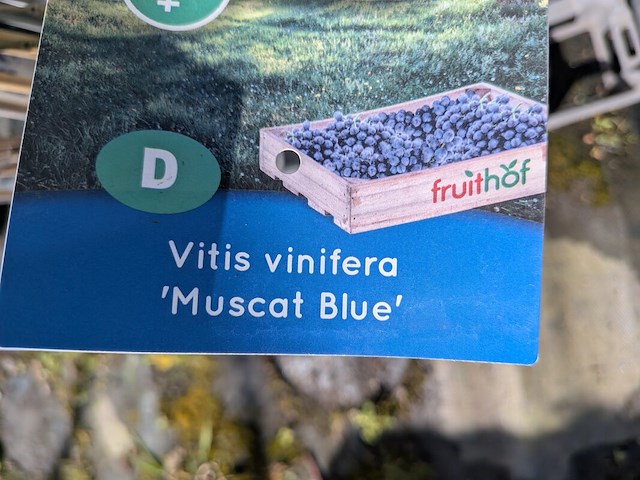 +
D
fruithof
Vitis vinifera
'Muscat Blue'